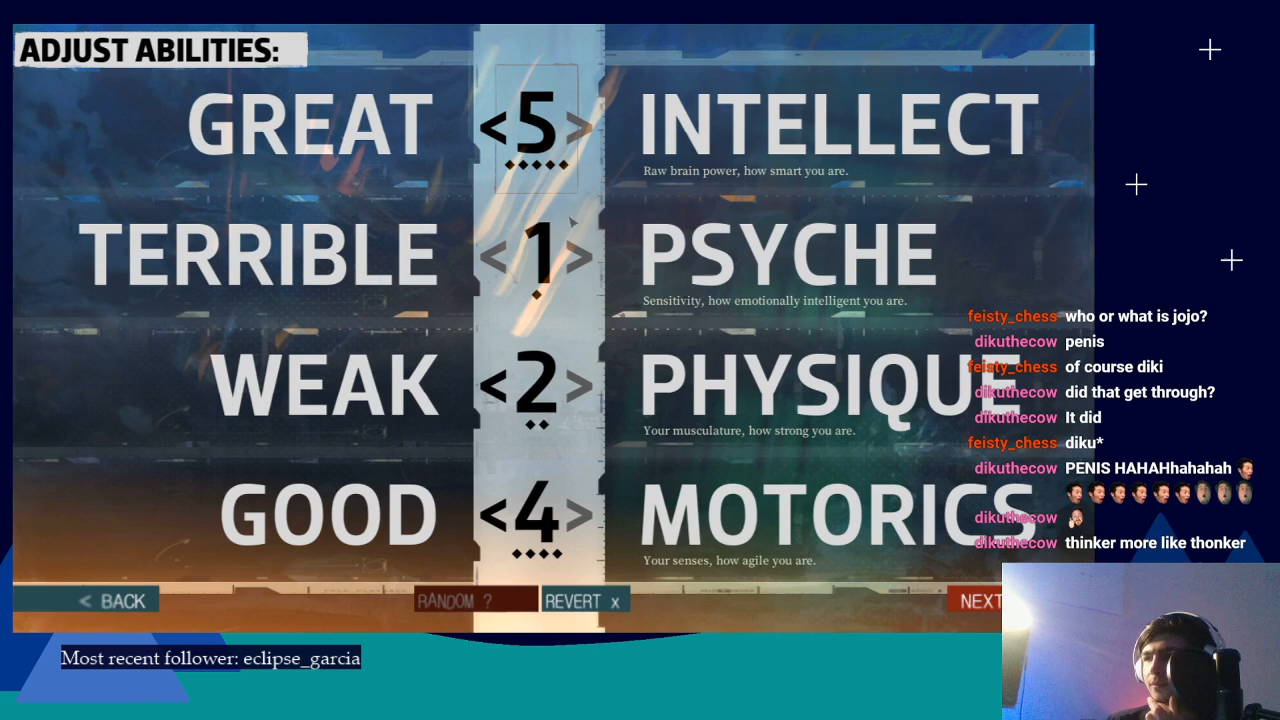 ADJUST ABILITIES:
GREAT <5> INTELLECT
Raw brain power, how smart you are.
TERRIBLE <1> PSYCHE
Sensitivity, how emotionally intelligent you are.
WEAK <2> PHYSIQUE
Your musculature, how strong you are.
GOOD <4> MOTORICS
Your senses, how agile you are.
< BACK
RANDOM ?
REVERT x
NEXT
feisty_chess who or what is jojo?
dikuthecow penis
feisty_chess of course diki
dikuthecow did that get through?
dikuthecow It did
feisty_chess diku*
dikuthecow PENIS HAHAHhahahah
dikuthecow
dikuthecow thinker more like thonker
Most recent follower: eclipse_garcia